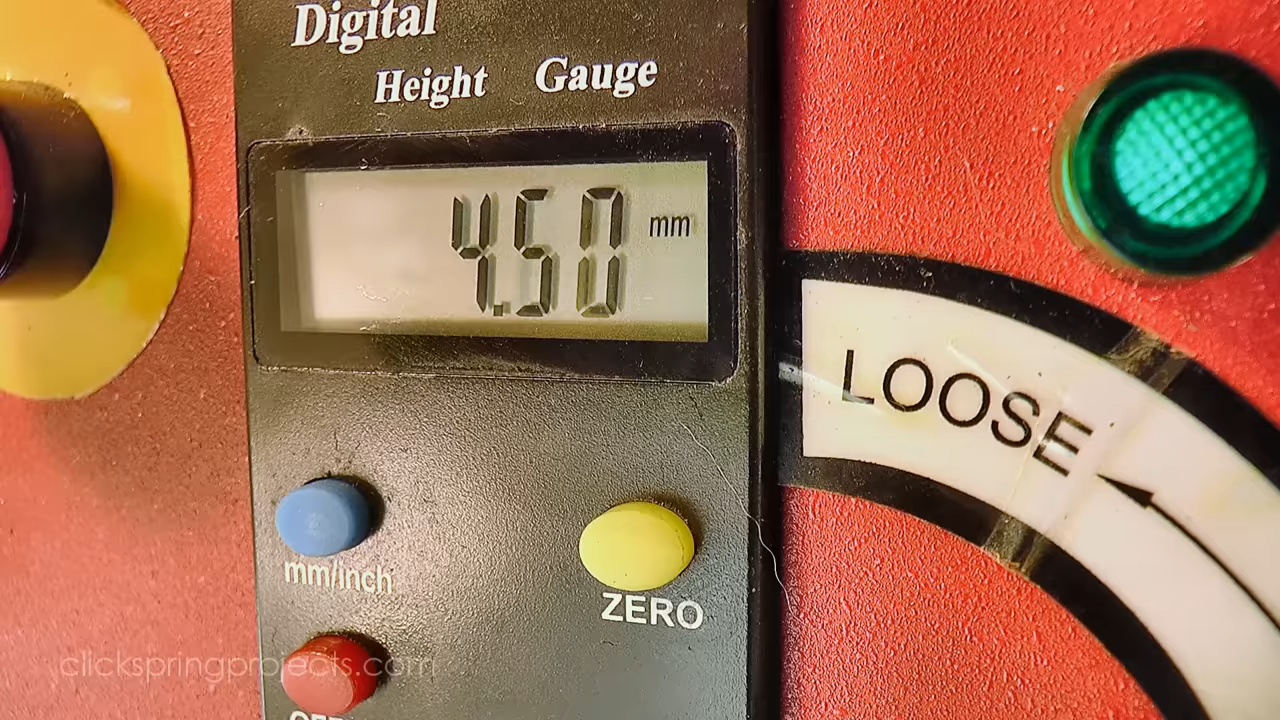 Digital
Height Gauge
4.50 mm
LOOSE
mm/inch
ZERO
clickspringprojects.com